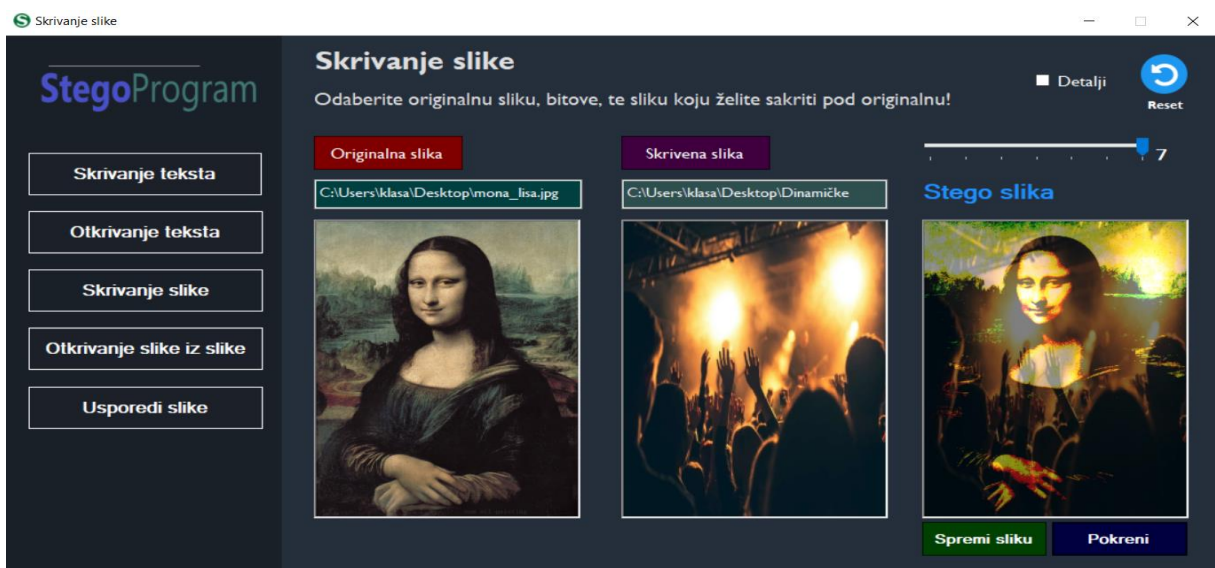 Skrivanje slike
StegoProgram
Skrivanje teksta
Otkrivanje teksta
Skrivanje slike
Otkrivanje slike iz slike
Usporedi slike
Skrivanje slike
Odaberite originalnu sliku, bitove, te sliku koju želite sakriti pod originalnu!
Detalji
Reset
Originalna slika
Skrivena slika
7
C:\Users\klasa\Desktop\mona_lisa.jpg
C:\Users\klasa\Desktop\Dinamičke
Stego slika
Spremi sliku
Pokreni